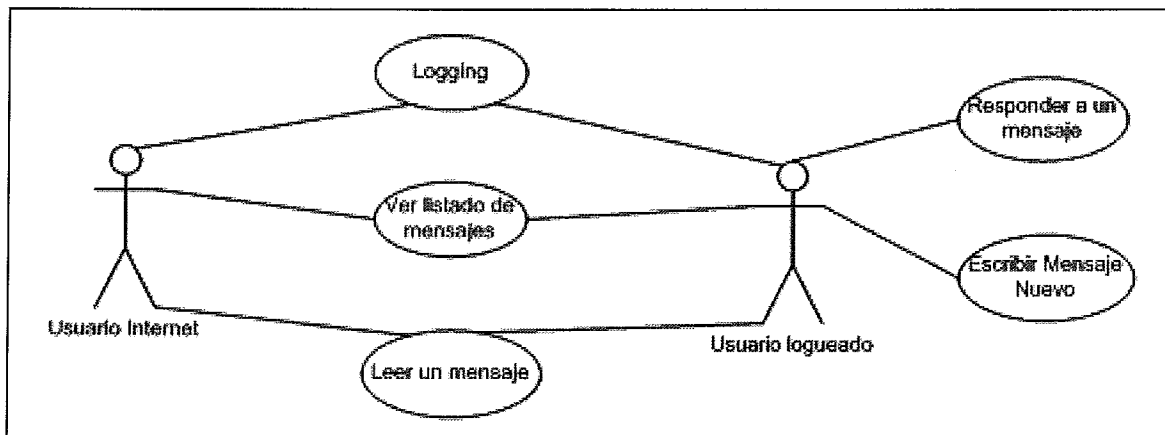 Logging
Responder a un
mensaje
Ver listado de
mensajes
Escribir Mensaje
Nuevo
Usuario Internet
Usuario logueado
Leer un mensaje